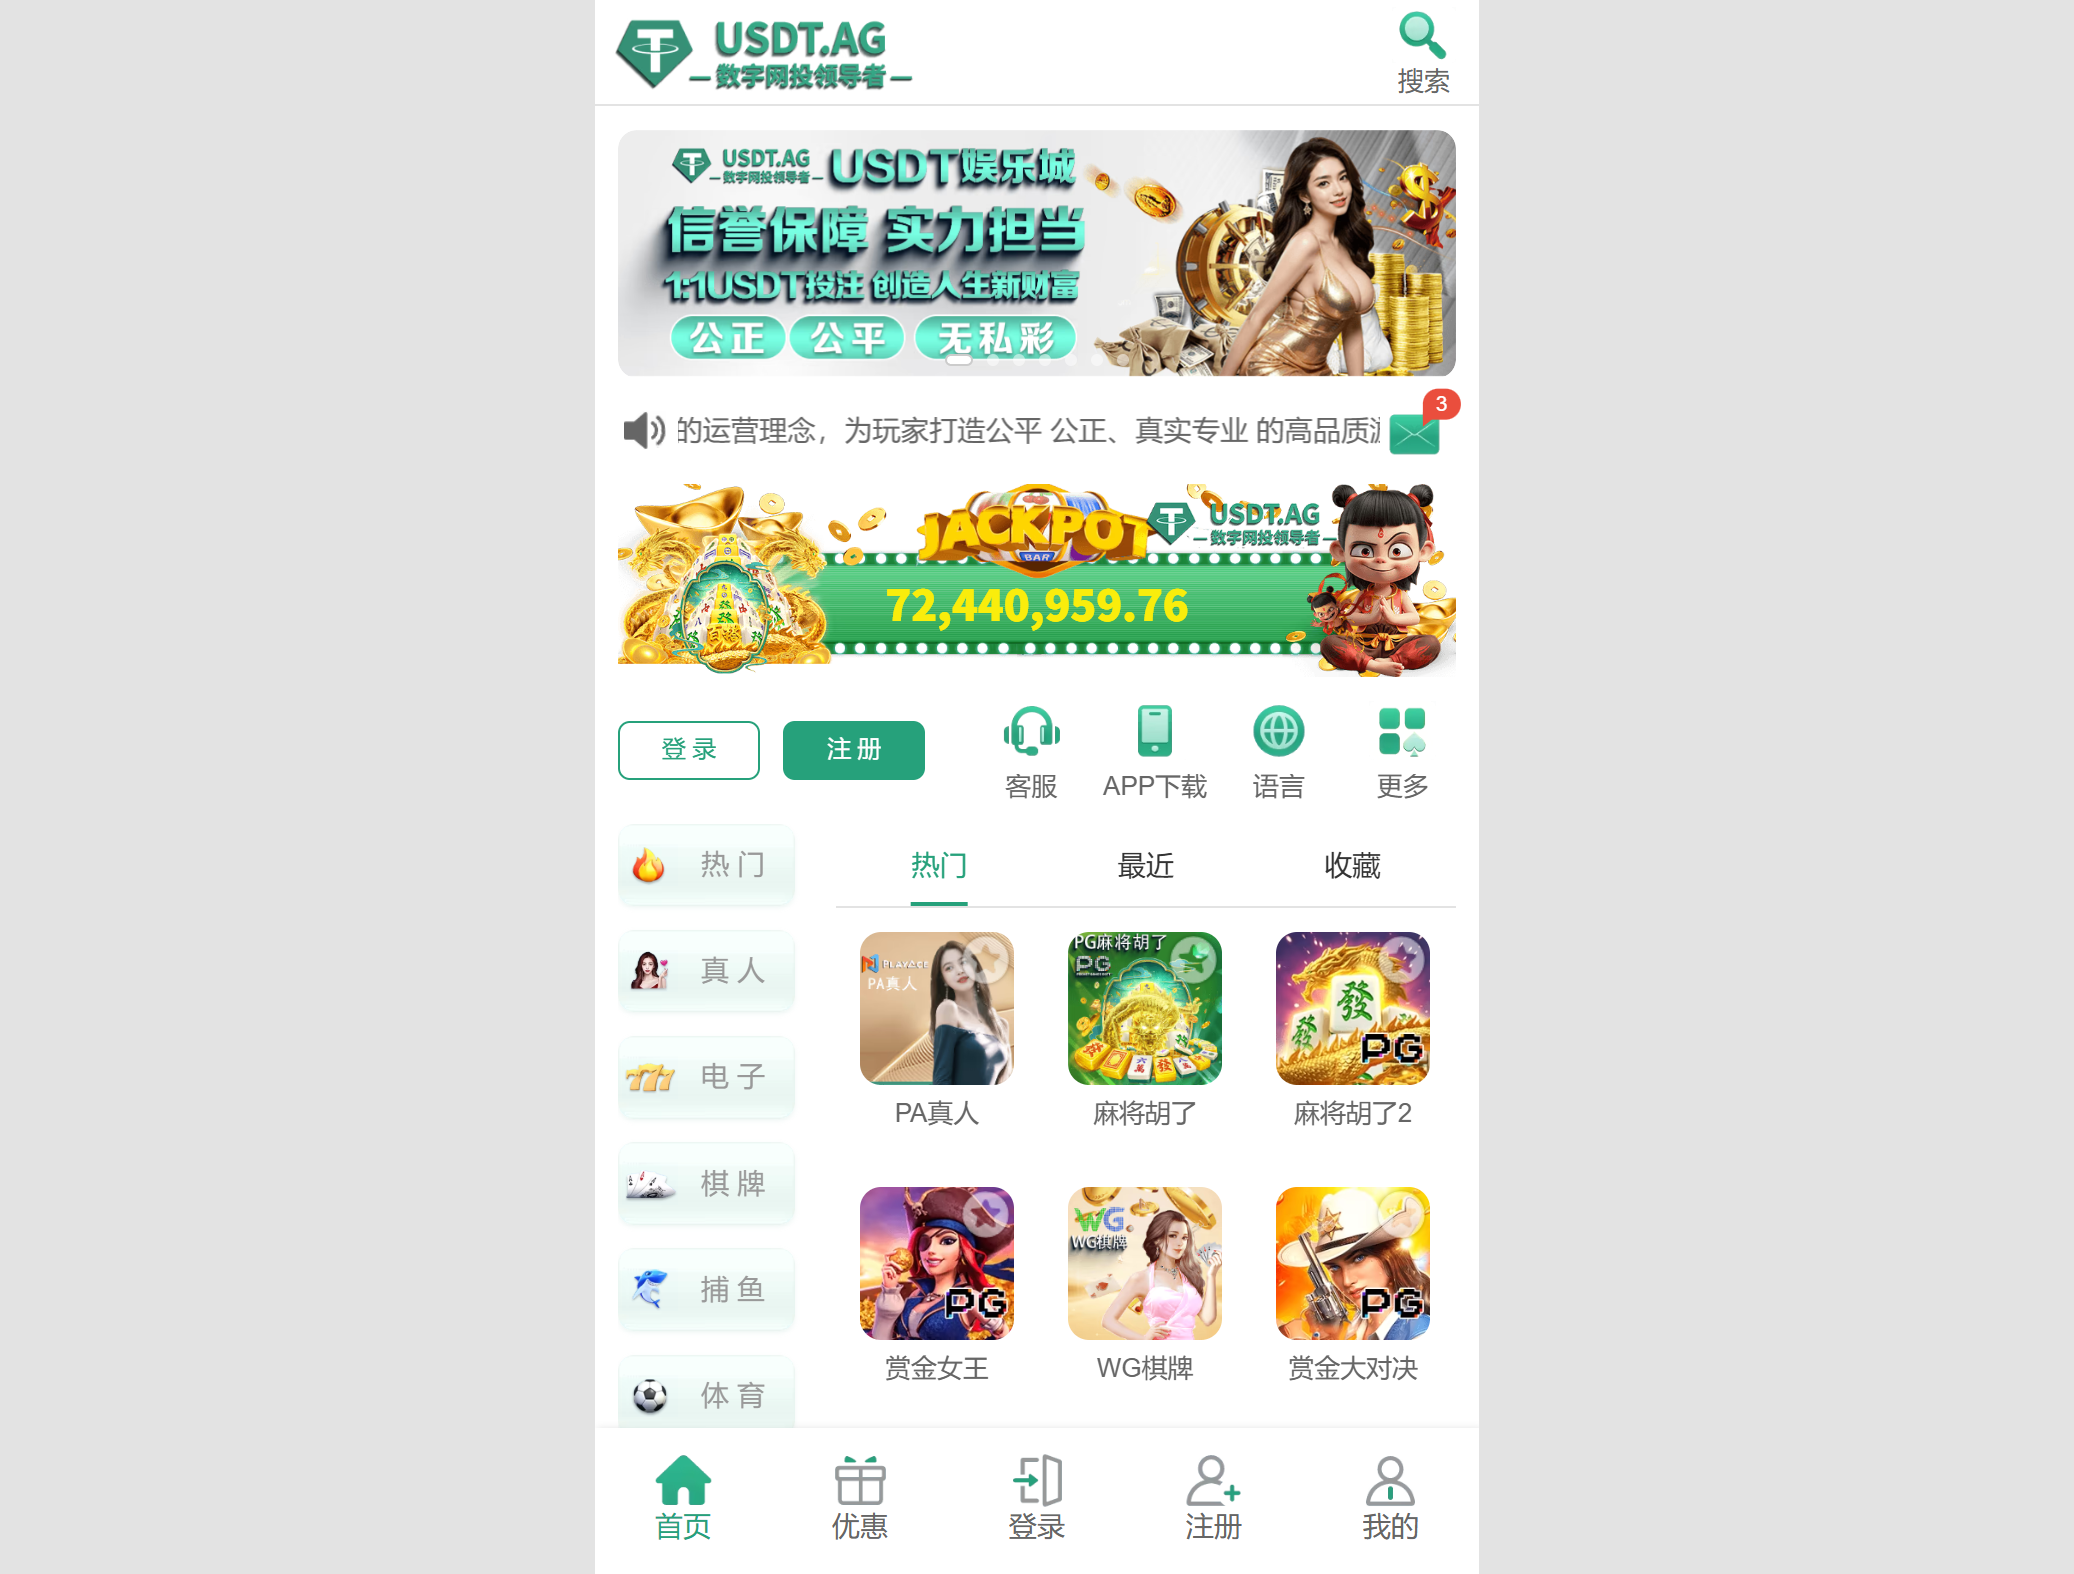 USDT.AG
数字网投领导者
搜索
USDT.AG
数字网投领导者
USDT娱乐城
信誉保障 实力担当
1:1USDT投注 创造人生新财富
公正 公平 无私彩
的运营理念，为玩家打造公平 公正、真实专业 的高品质游
3
JACKPOT
BAR
USDT.AG
数字网投领导者
72,440,959.76
登录
注册
客服
APP下载
语言
更多
热门
真人
电子
棋牌
捕鱼
体育
热门
最近
收藏
PLAYACE
PA真人
PA真人
PG麻将胡了
PG
麻将胡了
發
發
PG
麻将胡了2
PG
赏金女王
WG
WG棋牌
WG棋牌
PG
赏金大对决
首页
优惠
登录
注册
我的